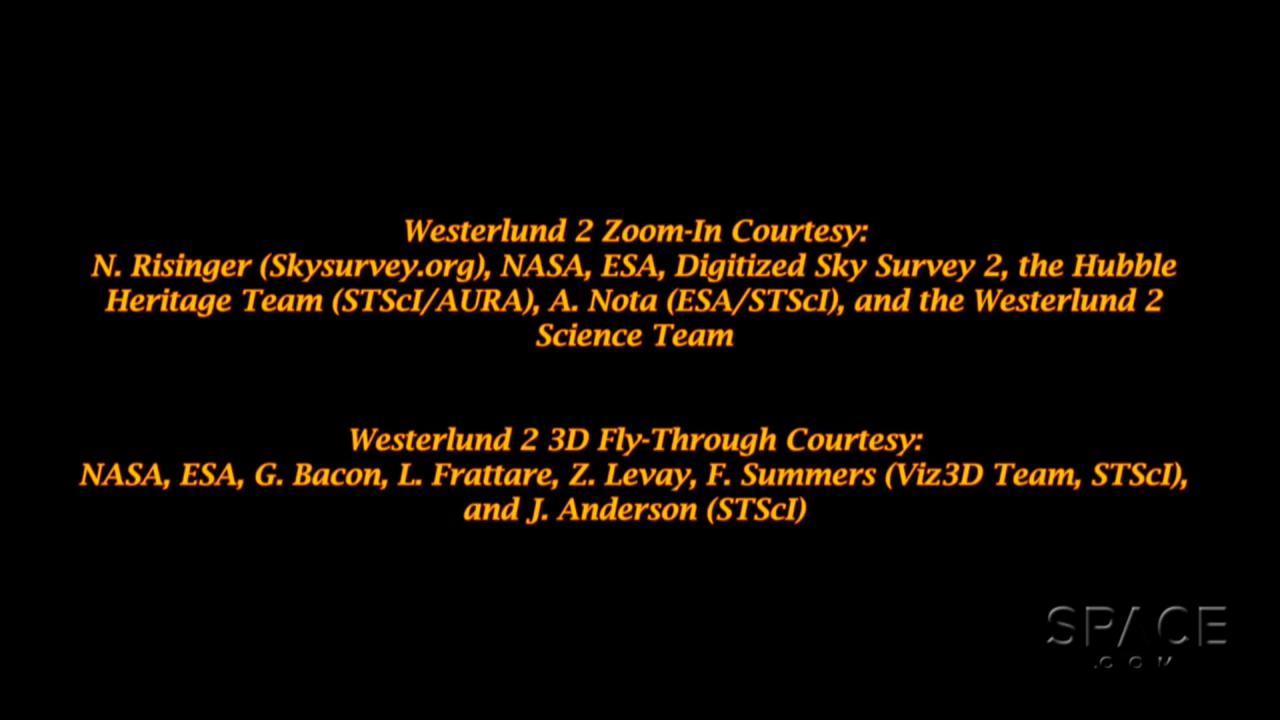 Westerlund 2 Zoom-In Courtesy:
N. Risinger (Skysurvey.org), NASA, ESA, Digitized Sky Survey 2, the Hubble
Heritage Team (STScI/AURA), A. Nota (ESA/STScI), and the Westerlund 2
Science Team
Westerlund 2 3D Fly-Through Courtesy:
NASA, ESA, G. Bacon, L. Frattare, Z. Levay, F. Summers (Viz3D Team, STScI),
and J. Anderson (STScI)
SPACE
.COM